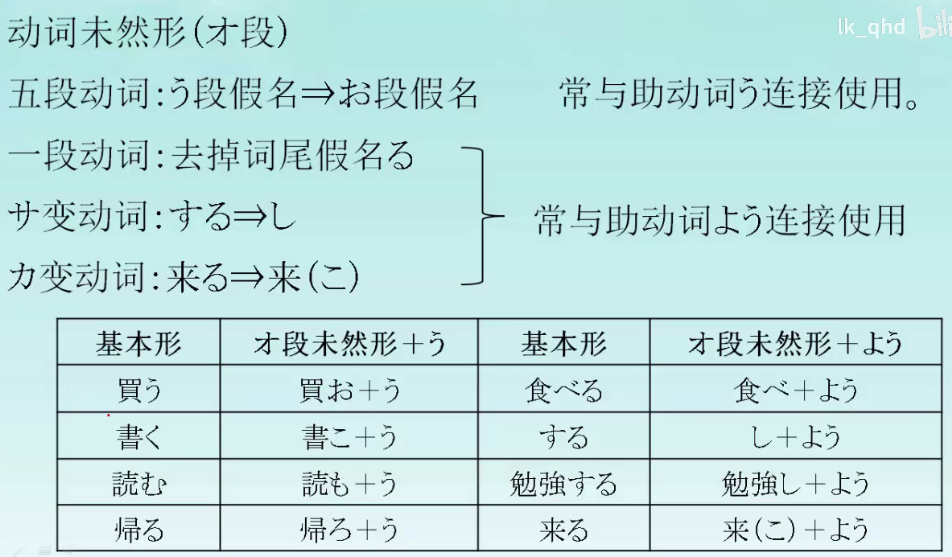 lk_qhd bili
动词未然形(オ段)
五段动词:う段假名⇒お段假名 常与助动词う连接使用。
一段动词:去掉词尾假名る
サ变动词:する⇒し 常与助动词よう连接使用
カ变动词:来る⇒来(こ)
基本形 オ段未然形+う 基本形 オ段未然形+よう
買う 買お+う 食べる 食べ+よう
書く 書こ+う する し+よう
読む 読も+う 勉強する 勉強し+よう
帰る 帰ろ+う 来る 来(こ)+よう